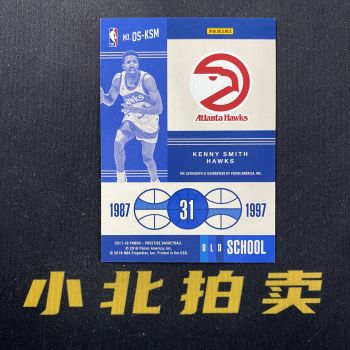 NO. OS-KSM
PANINI
Atlanta Hawks
KENNY SMITH
HAWKS
THE AUTOGRAPH IS GUARANTEED BY PANINI AMERICA, INC.
1987 31 1997
2017-18 PANINI – PRESTIGE BASKETBALL
© 2018 Panini America, Inc.
© 2018 NBA Properties, Inc. Printed in the USA.
OLD SCHOOL
小北拍卖